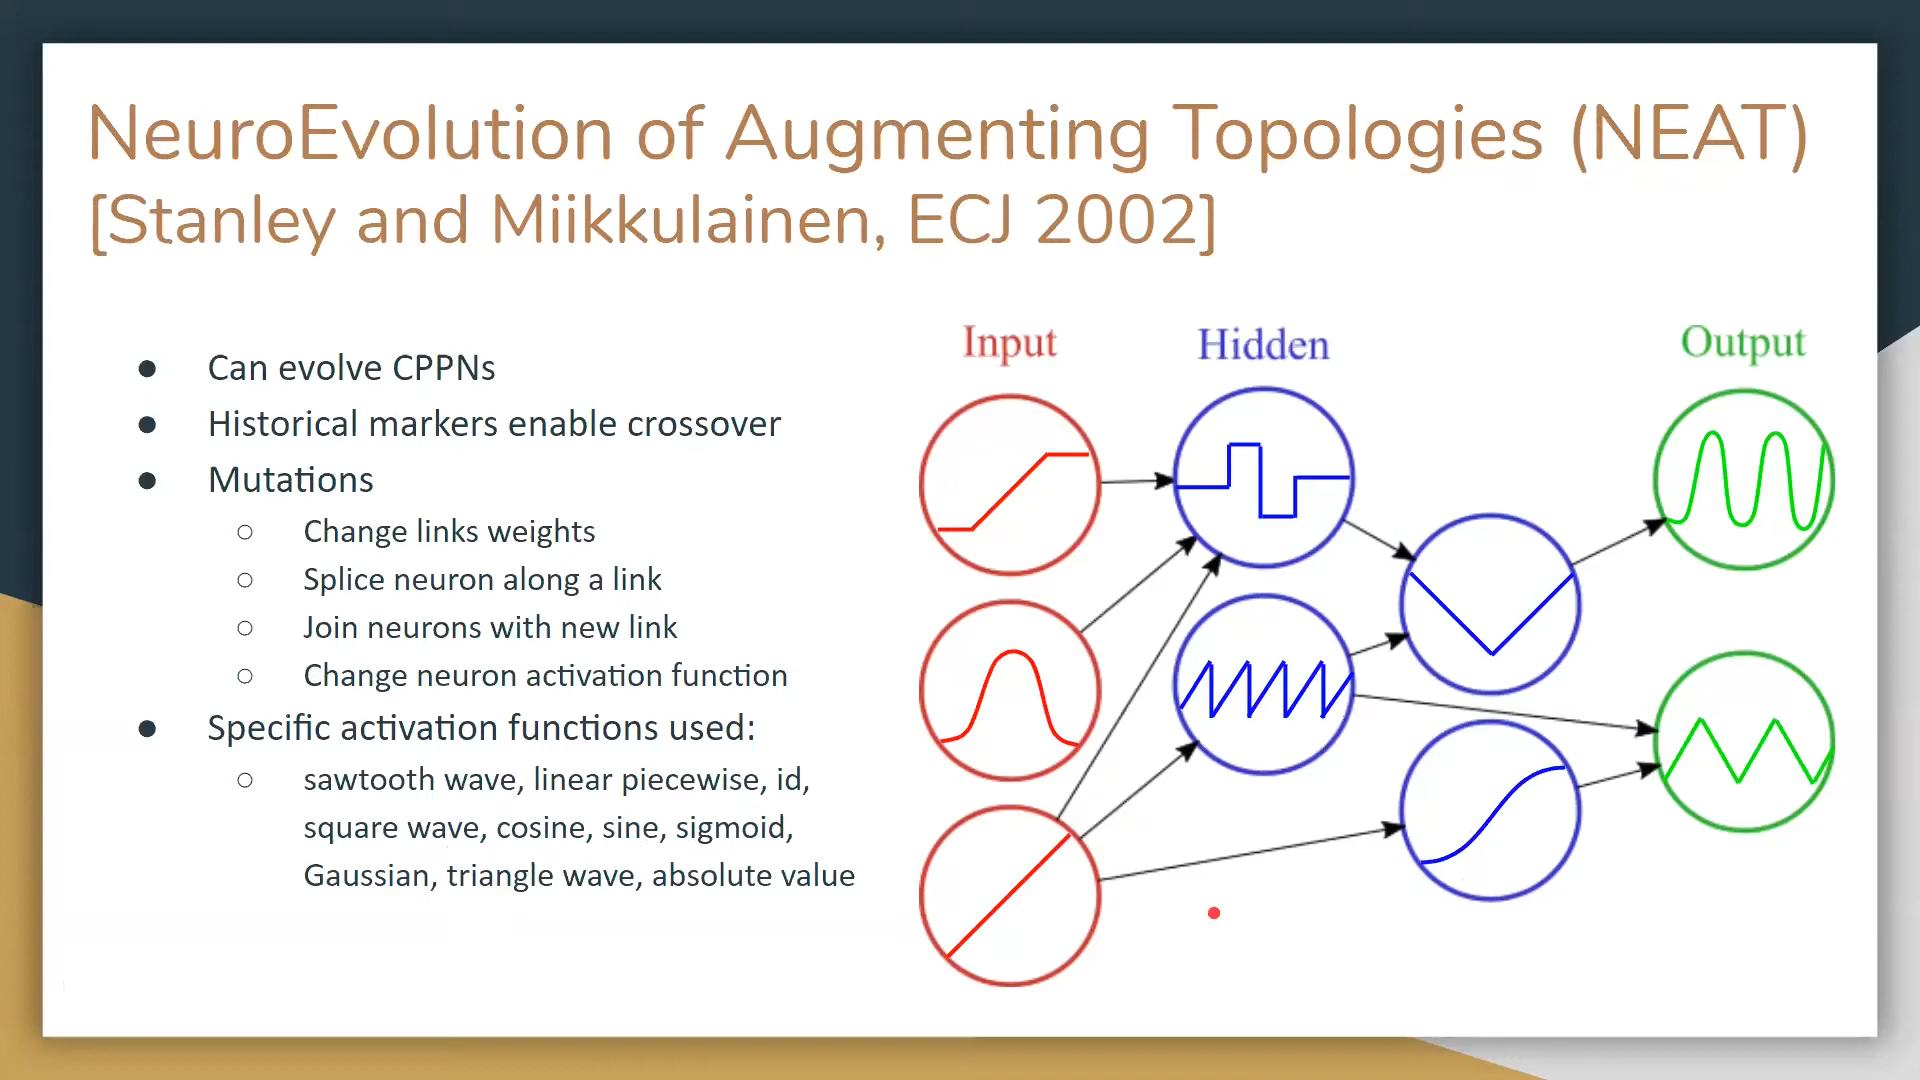 NeuroEvolution of Augmenting Topologies (NEAT)
[Stanley and Miikkulainen, ECJ 2002]
● Can evolve CPPNs
● Historical markers enable crossover
● Mutations
○ Change links weights
○ Splice neuron along a link
○ Join neurons with new link
○ Change neuron activation function
● Specific activation functions used:
○ sawtooth wave, linear piecewise, id,
square wave, cosine, sine, sigmoid,
Gaussian, triangle wave, absolute value
Input
Hidden
Output